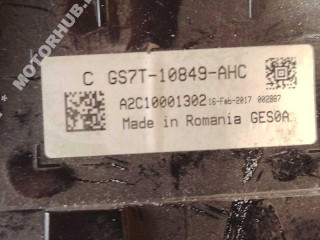 MOTORHUB.
C GS7T-10849-AHC
A2C10001302 16-Feb-2017 002887
Made in Romania GES0A